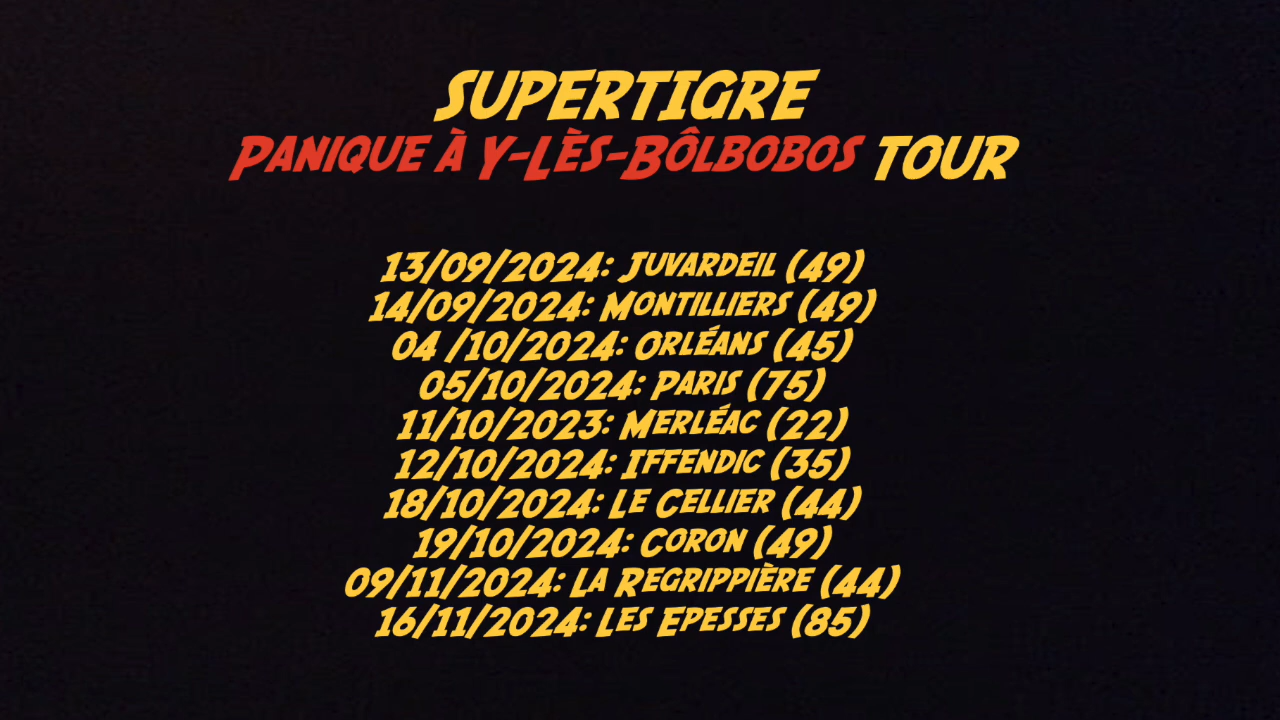 SUPERTIGRE
PANIQUE À Y-LÈS-BÔLBOBOS TOUR
13/09/2024: JUVARDEIL (49)
14/09/2024: MONTILLIERS (49)
04 /10/2024: ORLÉANS (45)
05/10/2024: PARIS (75)
11/10/2023: MERLÉAC (22)
12/10/2024: IFFENDIC (35)
18/10/2024: LE CELLIER (44)
19/10/2024: CORON (49)
09/11/2024: LA REGRIPPIÈRE (44)
16/11/2024: LES EPESSES (85)